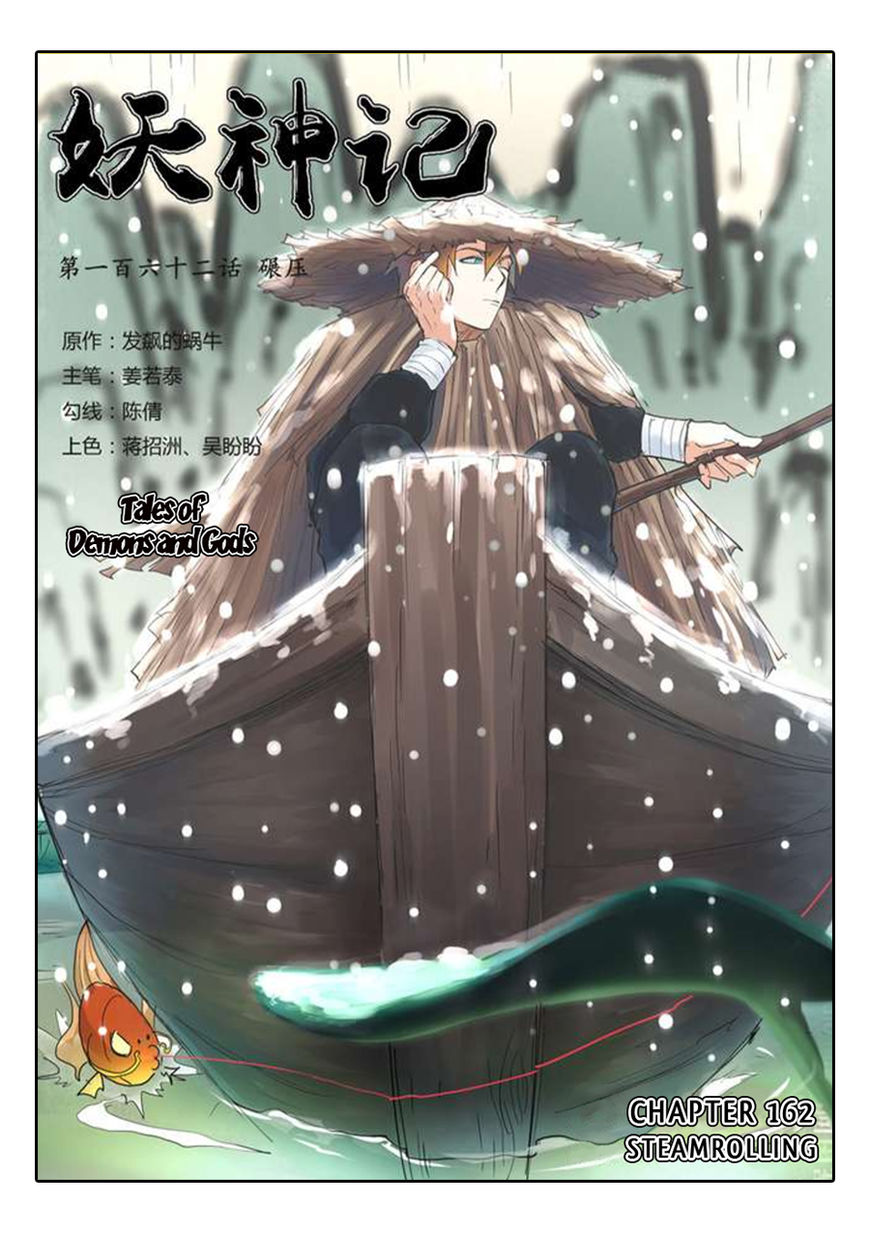 妖神记
第一百六十二话 碾压
原作：发飙的蜗牛
主笔：姜若泰
勾线：陈倩
上色：蒋招洲、吴盼盼
Tales of
Demons and Gods
CHAPTER 162
STEAMROLLING